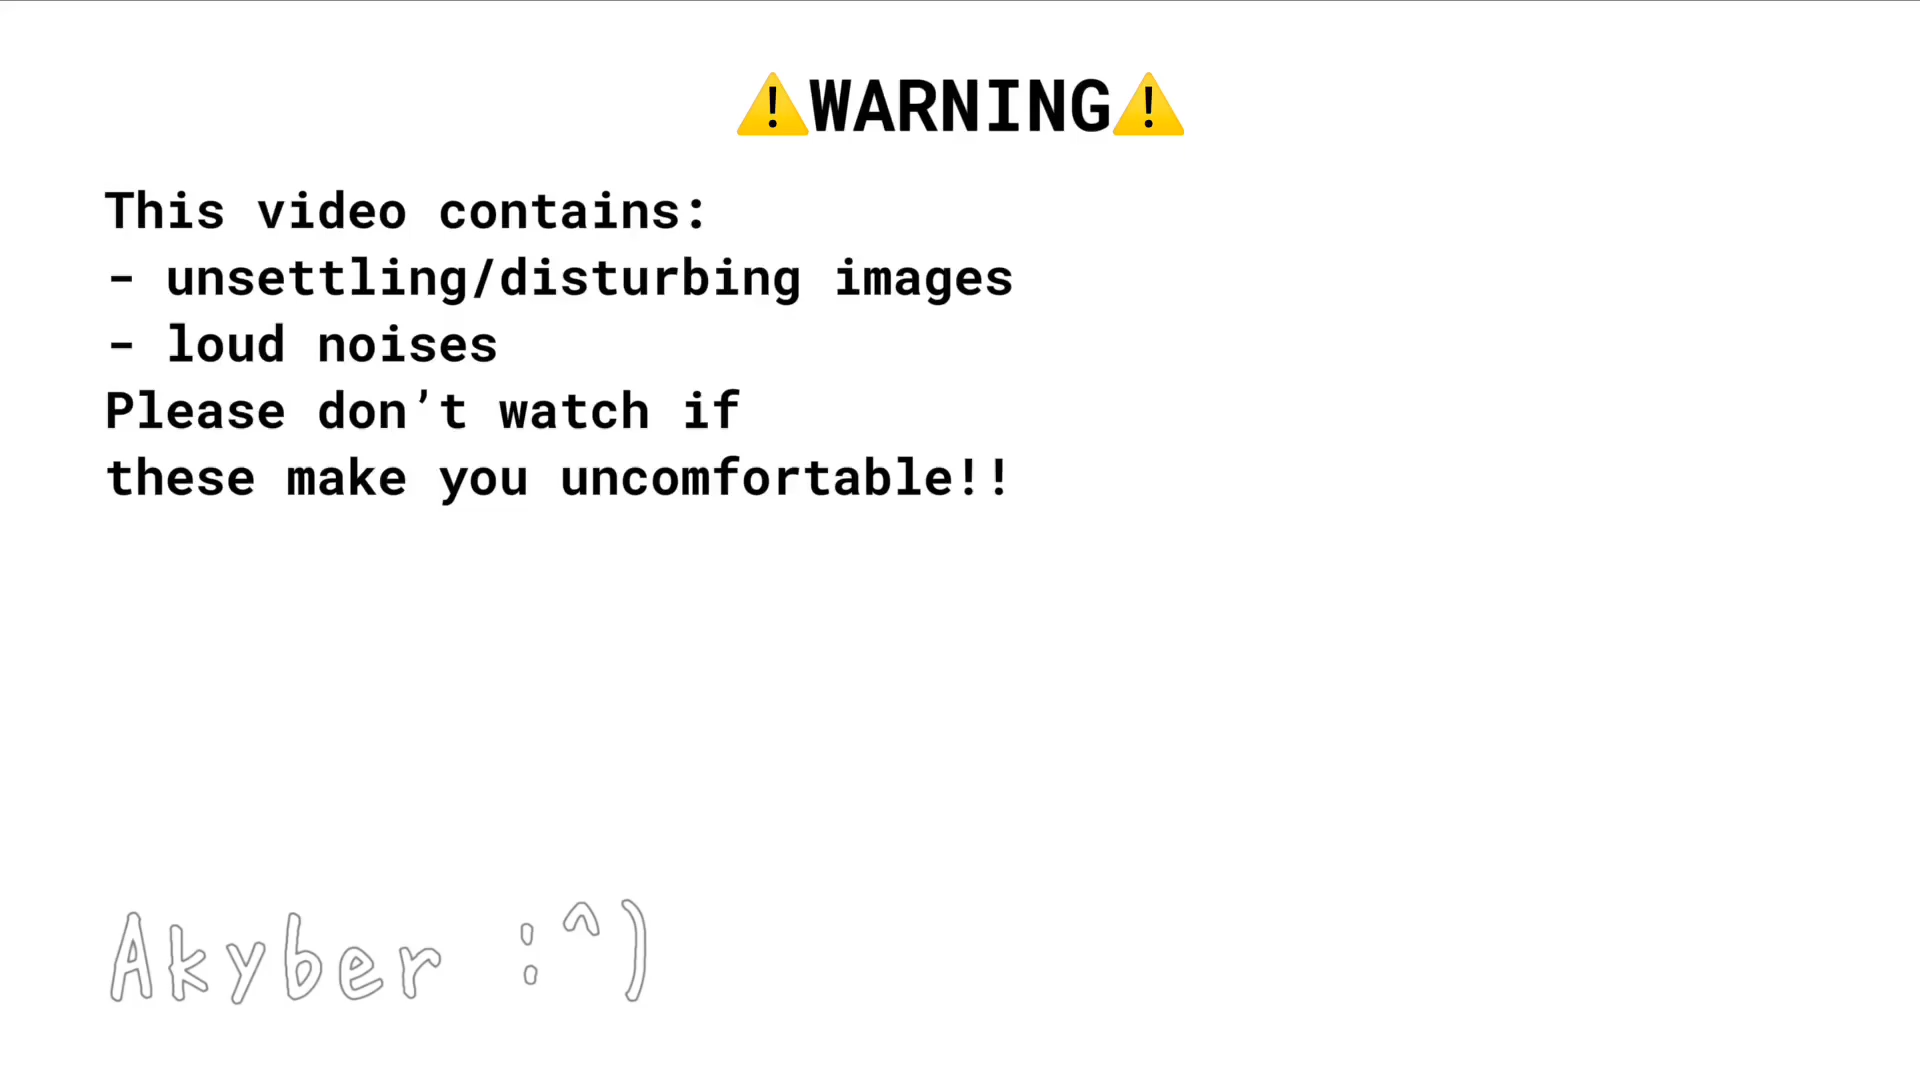 ⚠️WARNING⚠️
This video contains:
- unsettling/disturbing images
- loud noises
Please don’t watch if
these make you uncomfortable!!
Akyber :^)